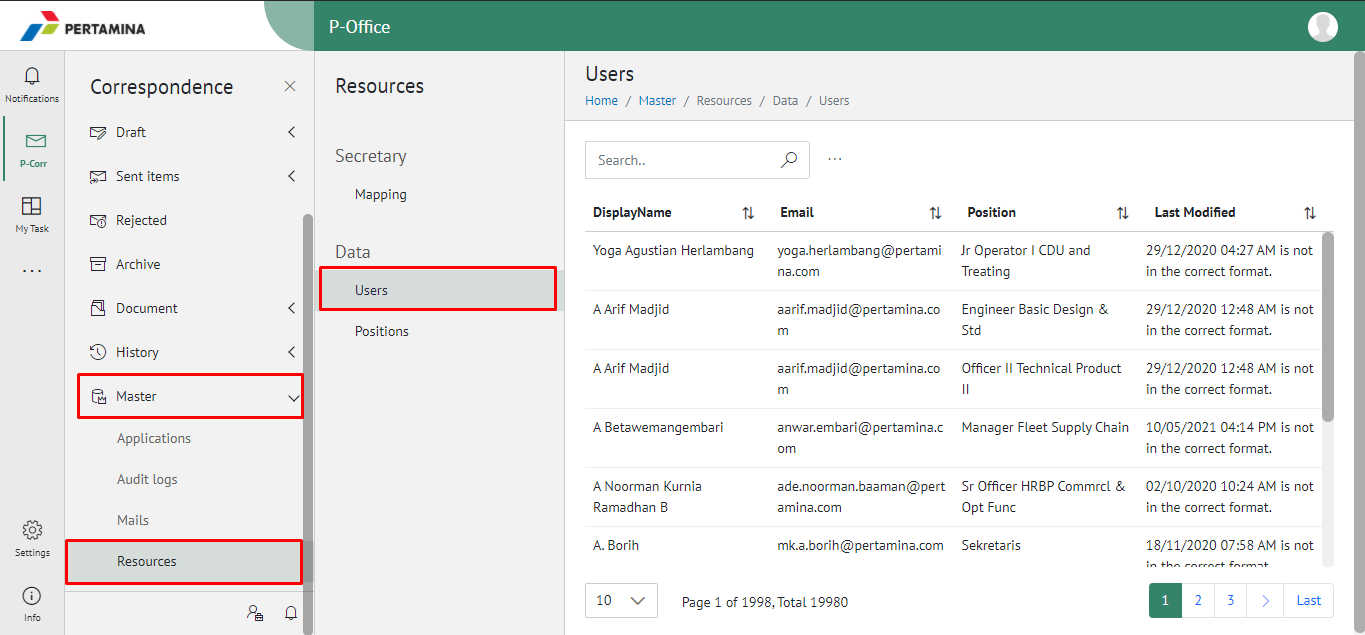 PERTAMINA
P-Office
Notifications
P-Corr
My Task
...
Settings
Info
Correspondence
Draft
Sent items
Rejected
Archive
Document
History
Master
Applications
Audit logs
Mails
Resources
Resources
Secretary
Mapping
Data
Users
Positions
Users
Home / Master / Resources / Data / Users
Search..
...
DisplayName Email Position Last Modified
Yoga Agustian Herlambang yoga.herlambang@pertami Jr Operator I CDU and 29/12/2020 04:27 AM is not
na.com Treating in the correct format.
A Arif Madjid aarif.madjid@pertamina.co Engineer Basic Design & 29/12/2020 12:48 AM is not
m Std in the correct format.
A Arif Madjid aarif.madjid@pertamina.co Officer II Technical Product 29/12/2020 12:48 AM is not
m II in the correct format.
A Betawemangembari anwar.embari@pertamina.c Manager Fleet Supply Chain 10/05/2021 04:14 PM is not
om in the correct format.
A Noorman Kurnia ade.noorman.baaman@pert Sr Officer HRBP Commrcl & 02/10/2020 10:24 AM is not
Ramadhan B amina.com Opt Func in the correct format.
A. Borih mk.a.borih@pertamina.com Sekretaris 18/11/2020 07:58 AM is not
in the correct format.
10 Page 1 of 1998, Total 19980 1 2 3 > Last